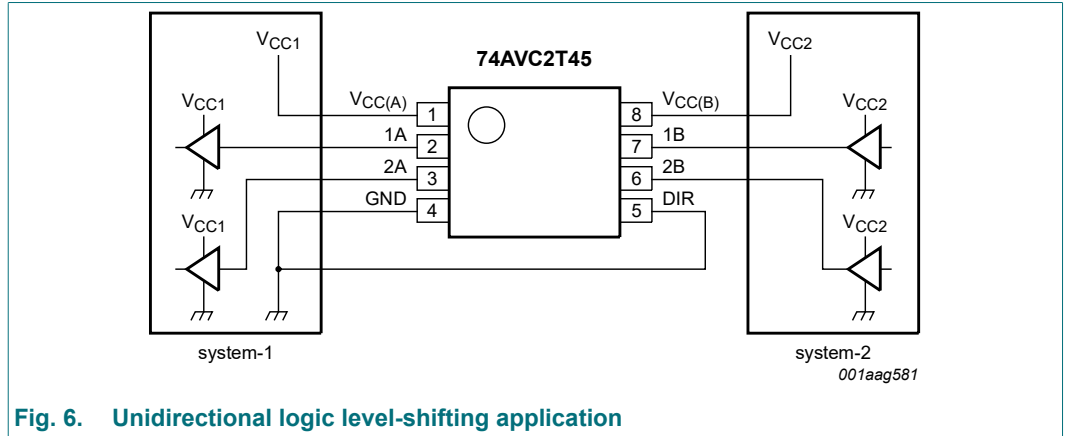 VCC1
VCC2
74AVC2T45
VCC1
VCC(A)
1
8
VCC(B)
VCC2
1A
2
7
1B
2A
3
6
2B
GND
4
5
DIR
VCC1
VCC2
system-1
system-2
001aag581
Fig. 6. Unidirectional logic level-shifting application